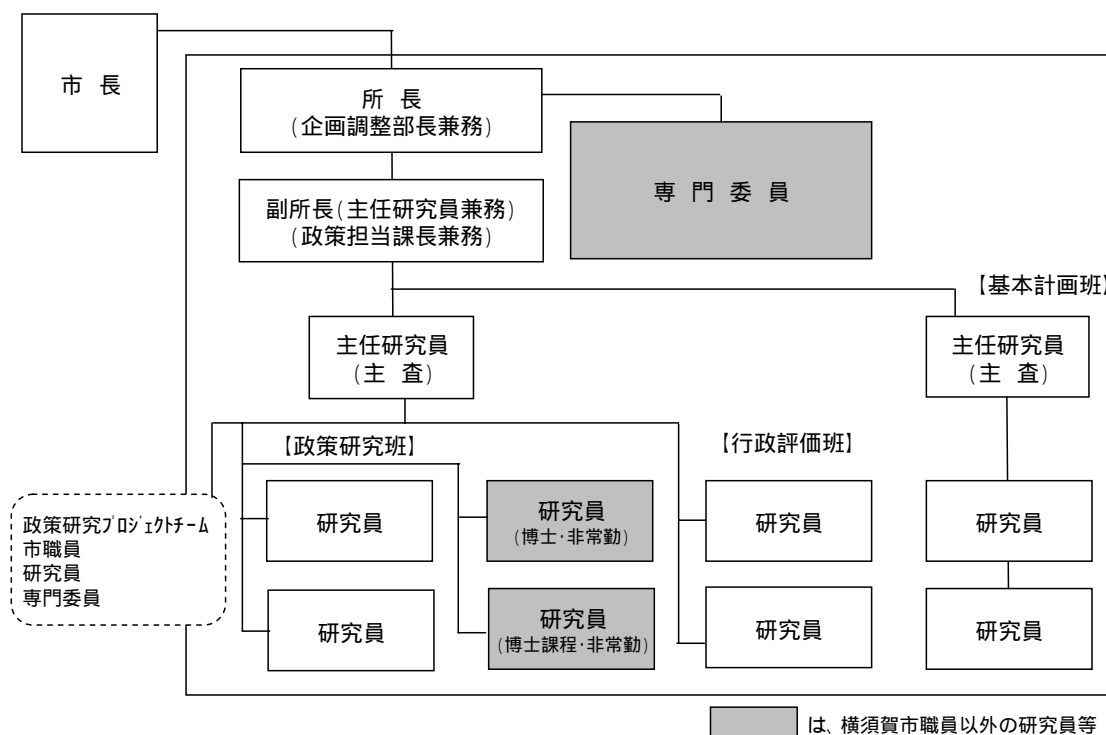 市 長
所 長
(企画調整部長兼務)
専 門 委 員
副所長(主任研究員兼務)
(政策担当課長兼務)
【基本計画班】
主任研究員
(主 査)
主任研究員
(主 査)
【政策研究班】
【行政評価班】
政策研究ﾌﾟﾛｼﾞｪｸﾄﾁｰﾑ
市職員
研究員
専門委員
研究員
研究員
(博士・非常勤)
研究員
研究員
研究員
研究員
(博士課程・非常勤)
研究員
研究員
は、横須賀市職員以外の研究員等